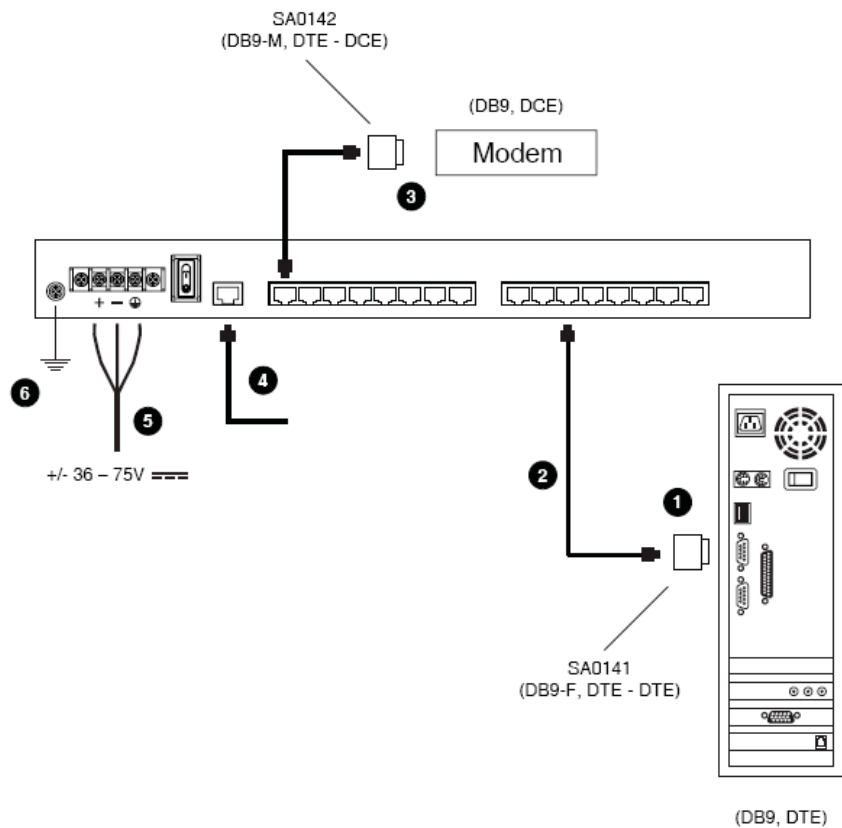 SA0142
(DB9-M, DTE - DCE)
(DB9, DCE)
Modem
3
+ −
6
4
5
+/- 36 – 75V
2
1
SA0141
(DB9-F, DTE - DTE)
(DB9, DTE)